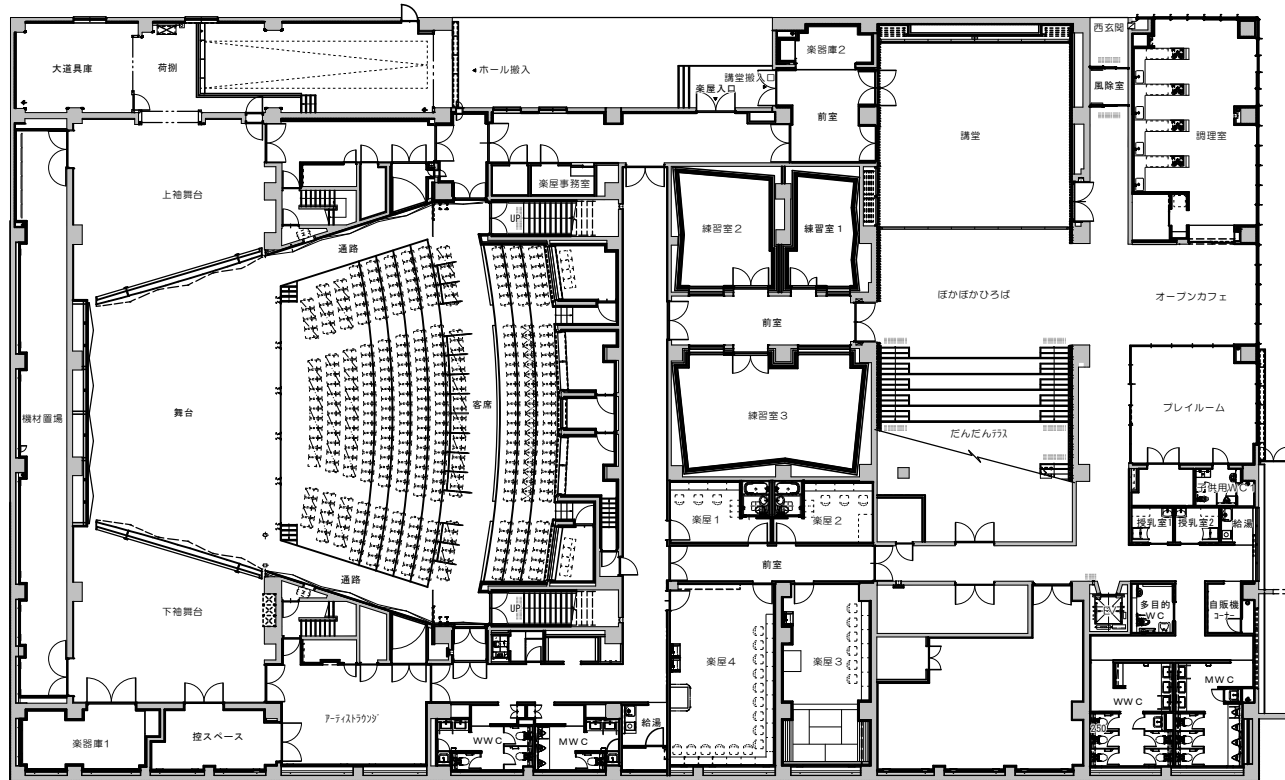 大道具庫
荷捌
◂ホール搬入
楽器庫2
講堂搬入口
楽屋入口
前室
講堂
西玄関
風除室
調理室
上袖舞台
楽屋事務室
UP
通路
練習室2
練習室1
ぽかぽかひろば
オープンカフェ
前室
機材置場
舞台
客席
練習室3
プレイルーム
だんだんテラス
子供用WC
楽屋1
楽屋2
授乳室1
授乳室2
給湯
前室
通路
下袖舞台
UP
多目的
WC
自販機
コーナー
楽屋4
楽屋3
MWC
WWC
アーティストラウンジ
楽器庫1
控スペース
WWC
MWC
給湯
250